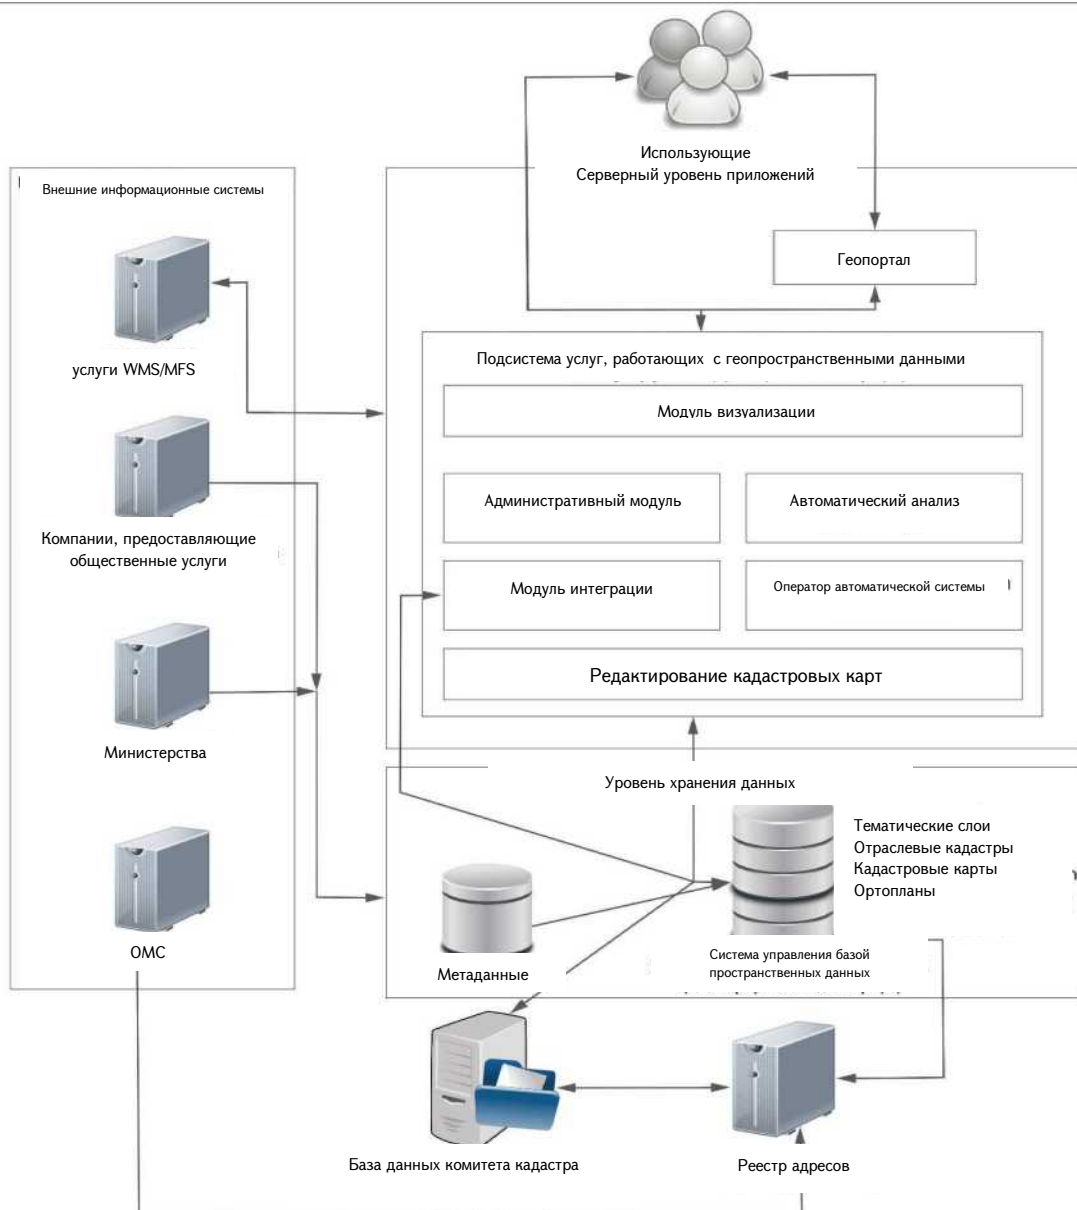 Использующие
Серверный уровень приложений
Внешние информационные системы
услуги WMS/MFS
Компании, предоставляющие
общественные услуги
Министерства
ОМС
Геопортал
Подсистема услуг, работающих с геопространственными данными
Модуль визуализации
Административный модуль
Автоматический анализ
Модуль интеграции
Оператор автоматической системы
Редактирование кадастровых карт
Уровень хранения данных
Тематические слои
Отраслевые кадастры
Кадастровые карты
Ортопланы
Метаданные
Система управления базой
пространственных данных
База данных комитета кадастра
Реестр адресов